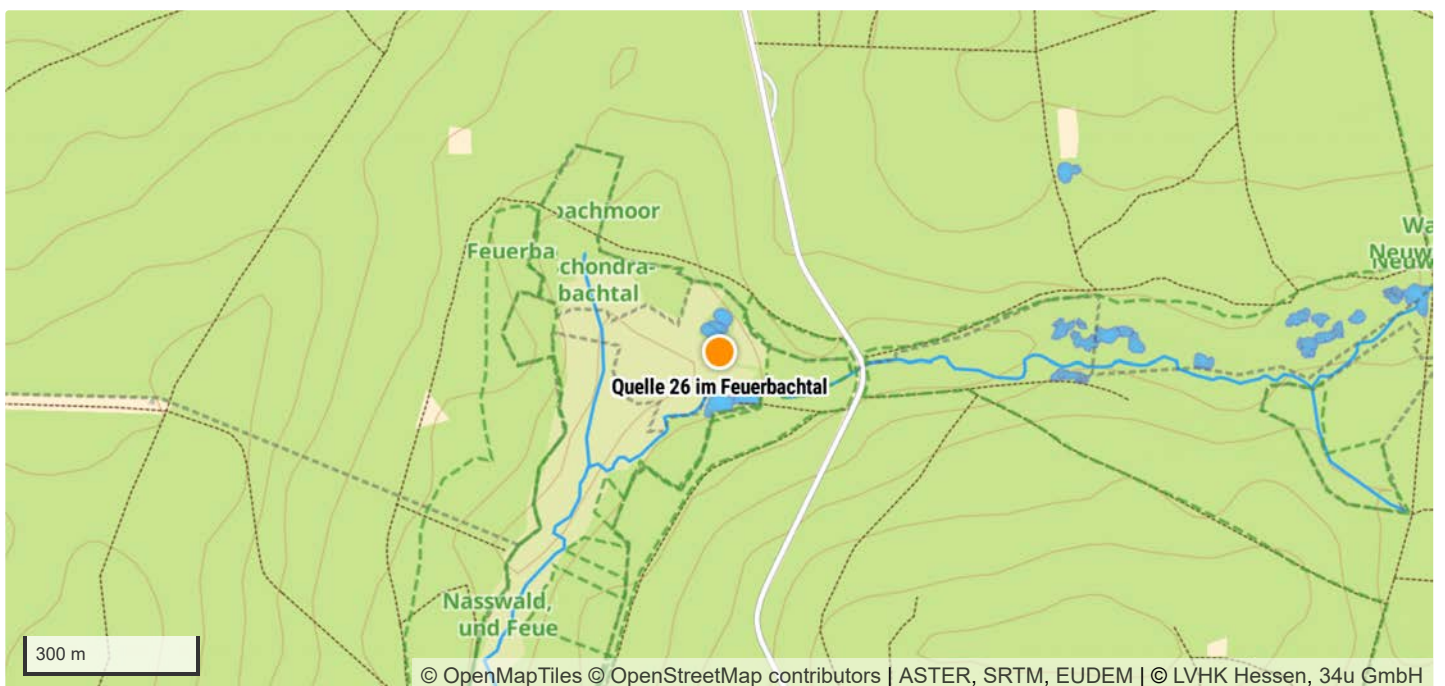 bachmoor
Feuerba
chondra-
bachtal
Wa
Neuw
Quelle 26 im Feuerbachtal
Nasswald,
und Feue
300 m
© OpenMapTiles © OpenStreetMap contributors | ASTER, SRTM, EUDEM | © LVHK Hessen, 34u GmbH